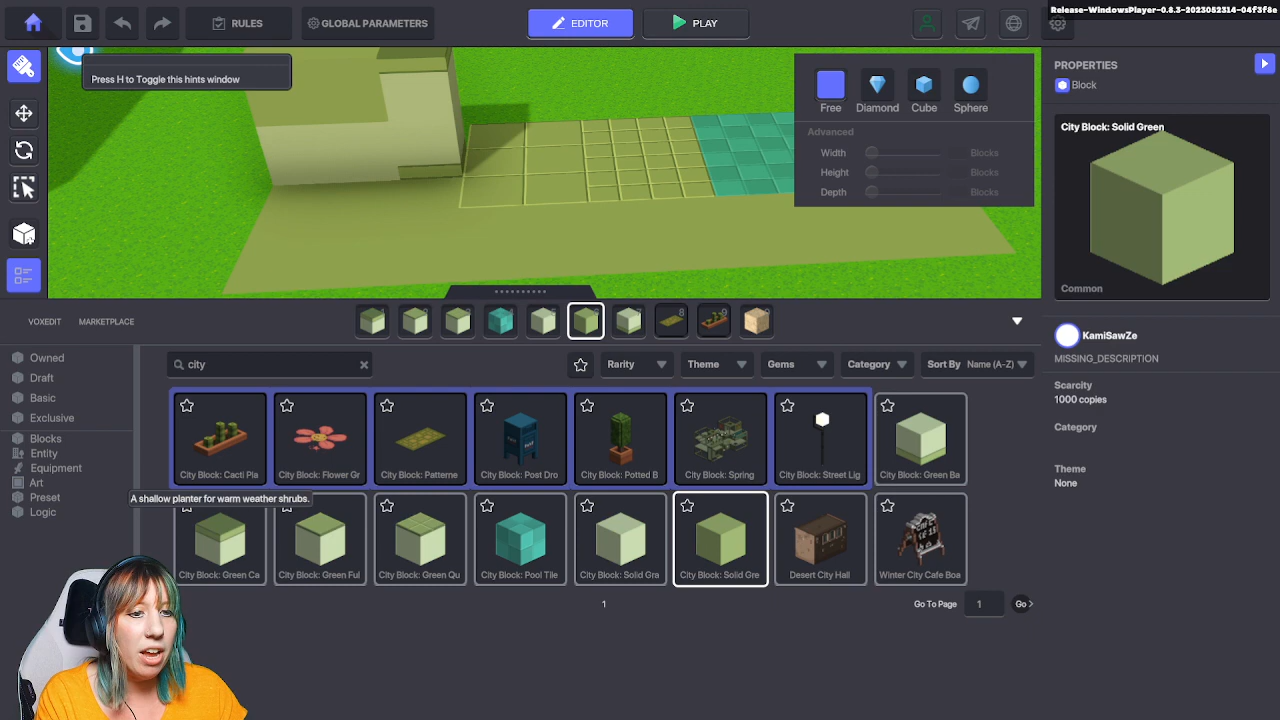 Release-WindowsPlayer-0.8.3-2023052314-04f3f8c
RULES
GLOBAL PARAMETERS
EDITOR
PLAY
Press H to Toggle this hints window
Free
Diamond
Cube
Sphere
Advanced
Width
Blocks
Height
Blocks
Depth
Blocks
PROPERTIES
Block
City Block: Solid Green
Common
KamiSawZe
MISSING_DESCRIPTION
Scarcity
1000 copies
Category
Theme
None
VOXEDIT
MARKETPLACE
8
9
Owned
Draft
Basic
Exclusive
Blocks
Entity
Equipment
Art
Preset
Logic
city
Rarity
Theme
Gems
Category
Sort By Name (A-Z)
City Block: Cacti Pla
City Block: Flower Gr
City Block: Patterne
City Block: Post Dro
City Block: Potted B
City Block: Spring
City Block: Street Lig
City Block: Green Ba
A shallow planter for warm weather shrubs.
City Block: Green Ca
City Block: Green Ful
City Block: Green Qu
City Block: Pool Tile
City Block: Solid Gra
City Block: Solid Gre
Desert City Hall
Winter City Cafe Boa
1
Go To Page
1
Go